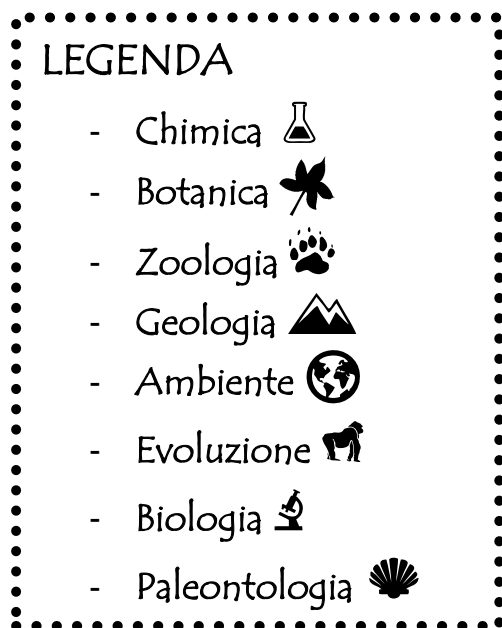 LEGENDA
- Chimica
- Botanica
- Zoologia
- Geologia
- Ambiente
- Evoluzione
- Biologia
- Paleontologia